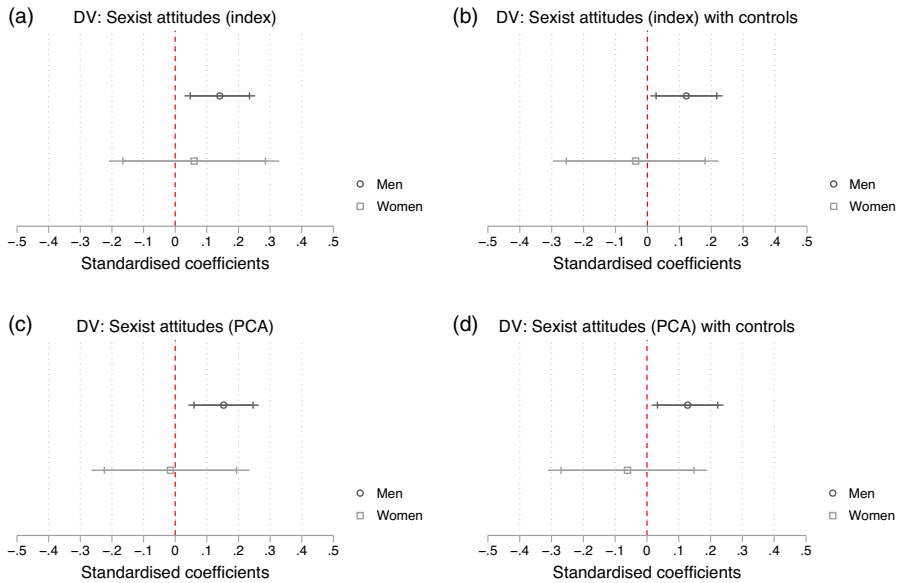 (a) DV: Sexist attitudes (index)
Men
Women
−.5 −.4 −.3 −.2 −.1 0 .1 .2 .3 .4 .5
Standardised coefficients
(b) DV: Sexist attitudes (index) with controls
Men
Women
−.5 −.4 −.3 −.2 −.1 0 .1 .2 .3 .4 .5
Standardised coefficients
(c) DV: Sexist attitudes (PCA)
Men
Women
−.5 −.4 −.3 −.2 −.1 0 .1 .2 .3 .4 .5
Standardised coefficients
(d) DV: Sexist attitudes (PCA) with controls
Men
Women
−.5 −.4 −.3 −.2 −.1 0 .1 .2 .3 .4 .5
Standardised coefficients